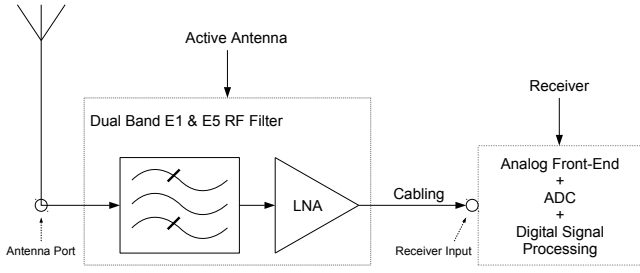 Active Antenna
Dual Band E1 & E5 RF Filter
LNA
Antenna Port
Cabling
Receiver Input
Receiver
Analog Front-End
+
ADC
+
Digital Signal
Processing